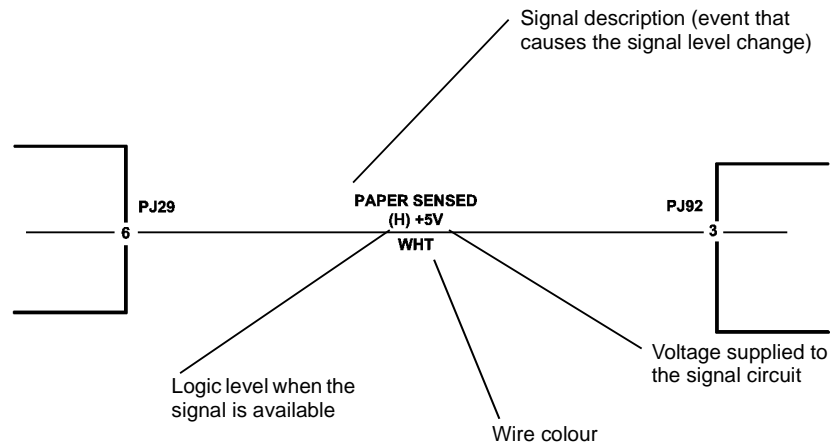 Signal description (event that
causes the signal level change)
PJ29
PAPER SENSED
(H) +5V
PJ92
6
WHT
3
Voltage supplied to
the signal circuit
Logic level when the
signal is available
Wire colour